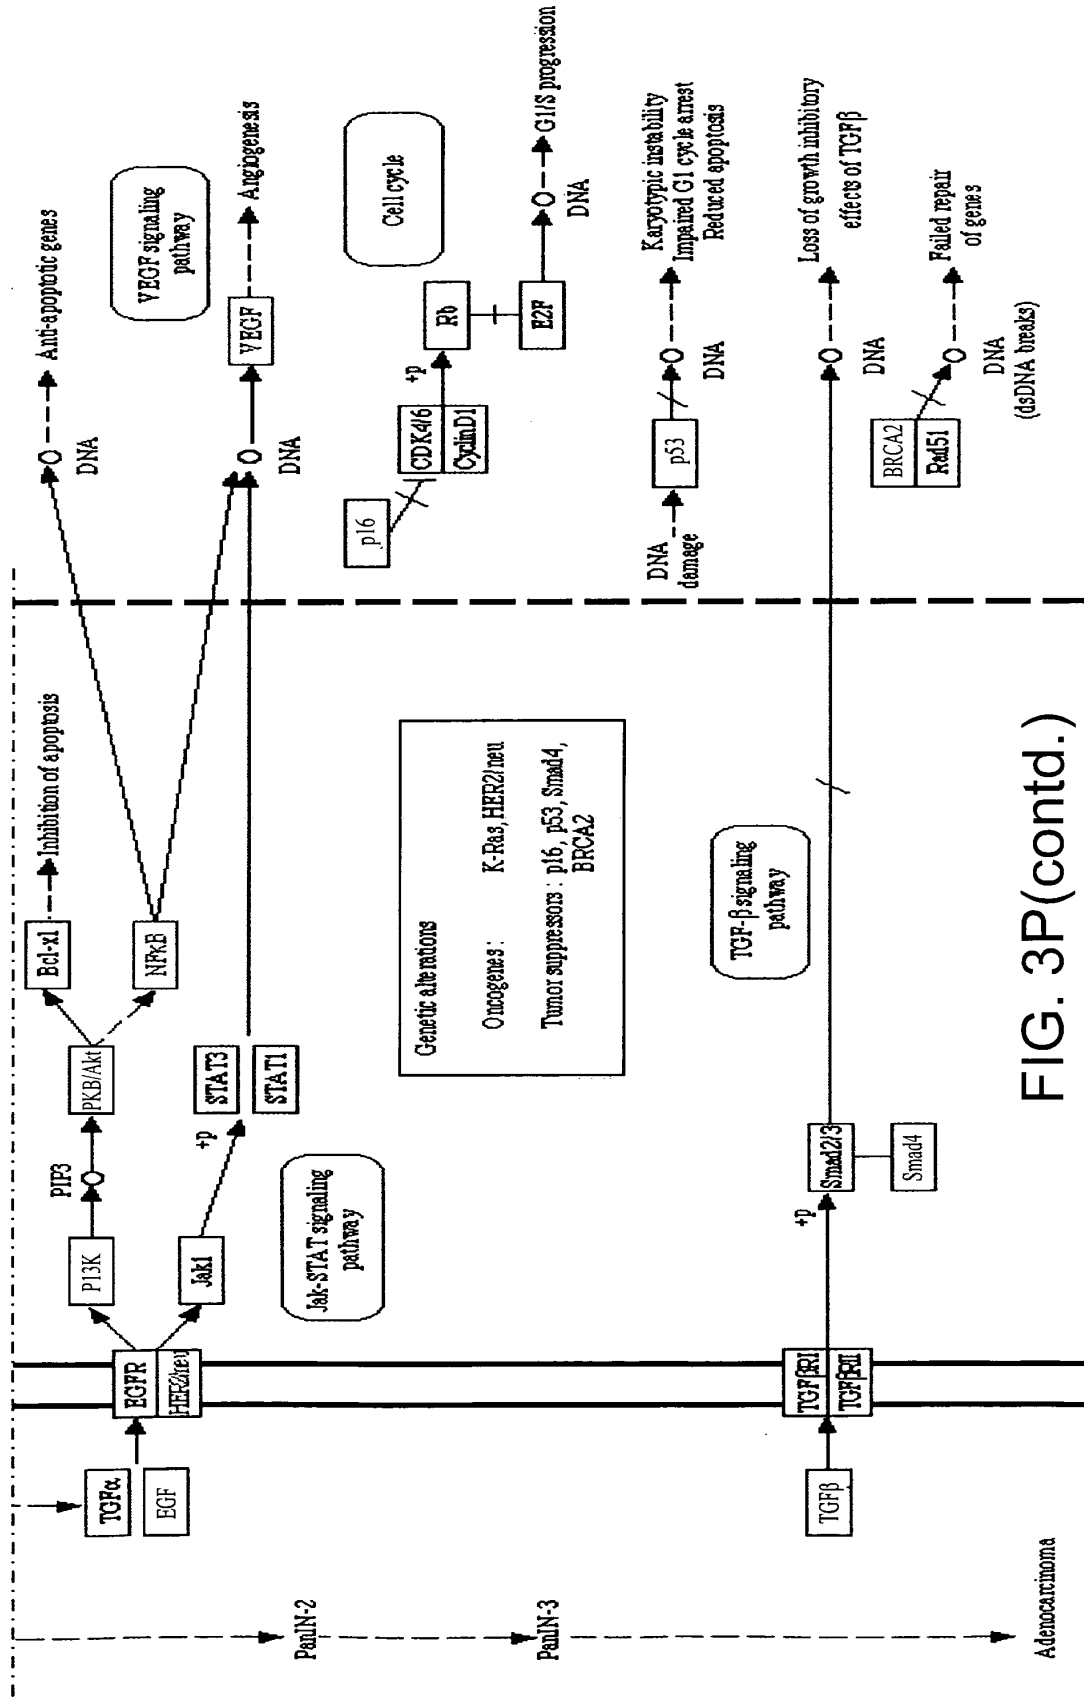 PanIN-2
PanIN-3
Adenocarcinoma
TGFα
EGF
EGFR
HER2/neu
P13K
PIP3
PKB/Akt
Bcl-xl
Inhibition of apoptosis
NFκB
Jak1
+p
STAT3
STAT1
Jak-STAT signaling
pathway
DNA
Anti-apoptotic genes
VEGF signaling
pathway
DNA
VEGF
Angiogenesis
Genetic alterations
Oncogenes : K-Ras, HER2/neu
Tumor suppressors : p16, p53, Smad4,
BRCA2
p16
CDK4/6
CyclinD1
+p
Rb
E2F
Cell cycle
DNA
G1/S progression
DNA
damage
p53
DNA
Karyotypic instability
Impaired G1 cycle arrest
Reduced apoptosis
TGFβ
TGFβRI
TGFβRII
+p
Smad2/3
Smad4
TGF-β signaling
pathway
DNA
Loss of growth inhibitory
effects of TGFβ
BRCA2
Rad51
DNA
(dsDNA breaks)
Failed repair
of genes
FIG. 3P(contd.)